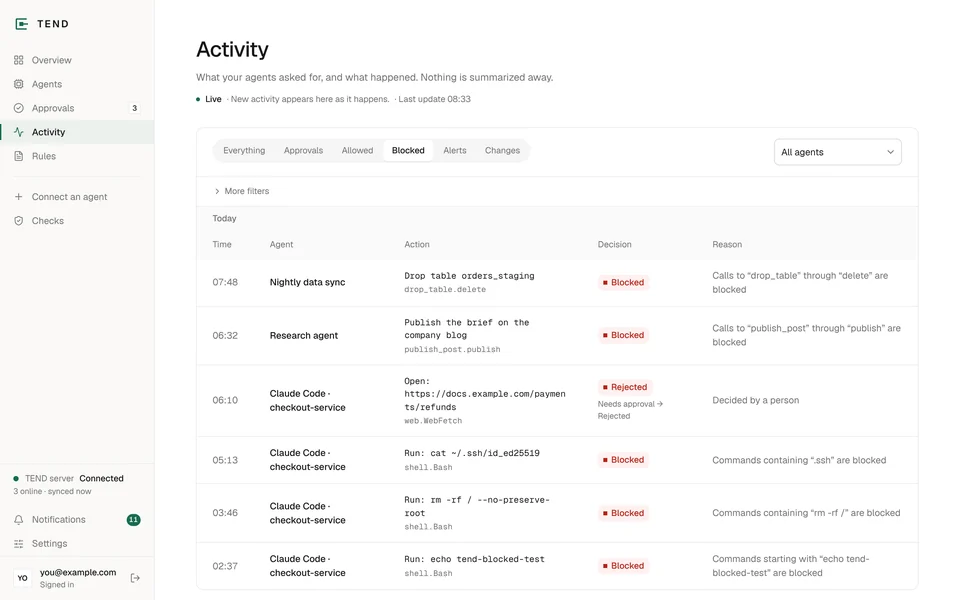 TEND
Overview
Agents
Approvals 3
Activity
Rules
Connect an agent
Checks
TEND server Connected
3 online · synced now
Notifications 11
Settings
YO
you@example.com
Signed in
Activity
What your agents asked for, and what happened. Nothing is summarized away.
Live · New activity appears here as it happens. · Last update 08:33
Everything Approvals Allowed Blocked Alerts Changes
All agents
More filters
Today
Time Agent Action Decision Reason
07:48 Nightly data sync
Drop table orders_staging
drop_table.delete
Blocked
Calls to “drop_table” through “delete” are
blocked
06:32 Research agent
Publish the brief on the
company blog
publish_post.publish
Blocked
Calls to “publish_post” through “publish” are
blocked
06:10
Claude Code ·
checkout-service
Open:
https://docs.example.com/paymen
ts/refunds
web.WebFetch
Rejected
Needs approval →
Rejected
Decided by a person
05:13
Claude Code ·
checkout-service
Run: cat ~/.ssh/id_ed25519
shell.Bash
Blocked
Commands containing “.ssh” are blocked
03:46
Claude Code ·
checkout-service
Run: rm -rf / --no-preserve-
root
shell.Bash
Blocked
Commands containing “rm -rf /” are blocked
02:37
Claude Code ·
checkout-service
Run: echo tend-blocked-test
shell.Bash
Blocked
Commands starting with “echo tend-
blocked-test” are blocked